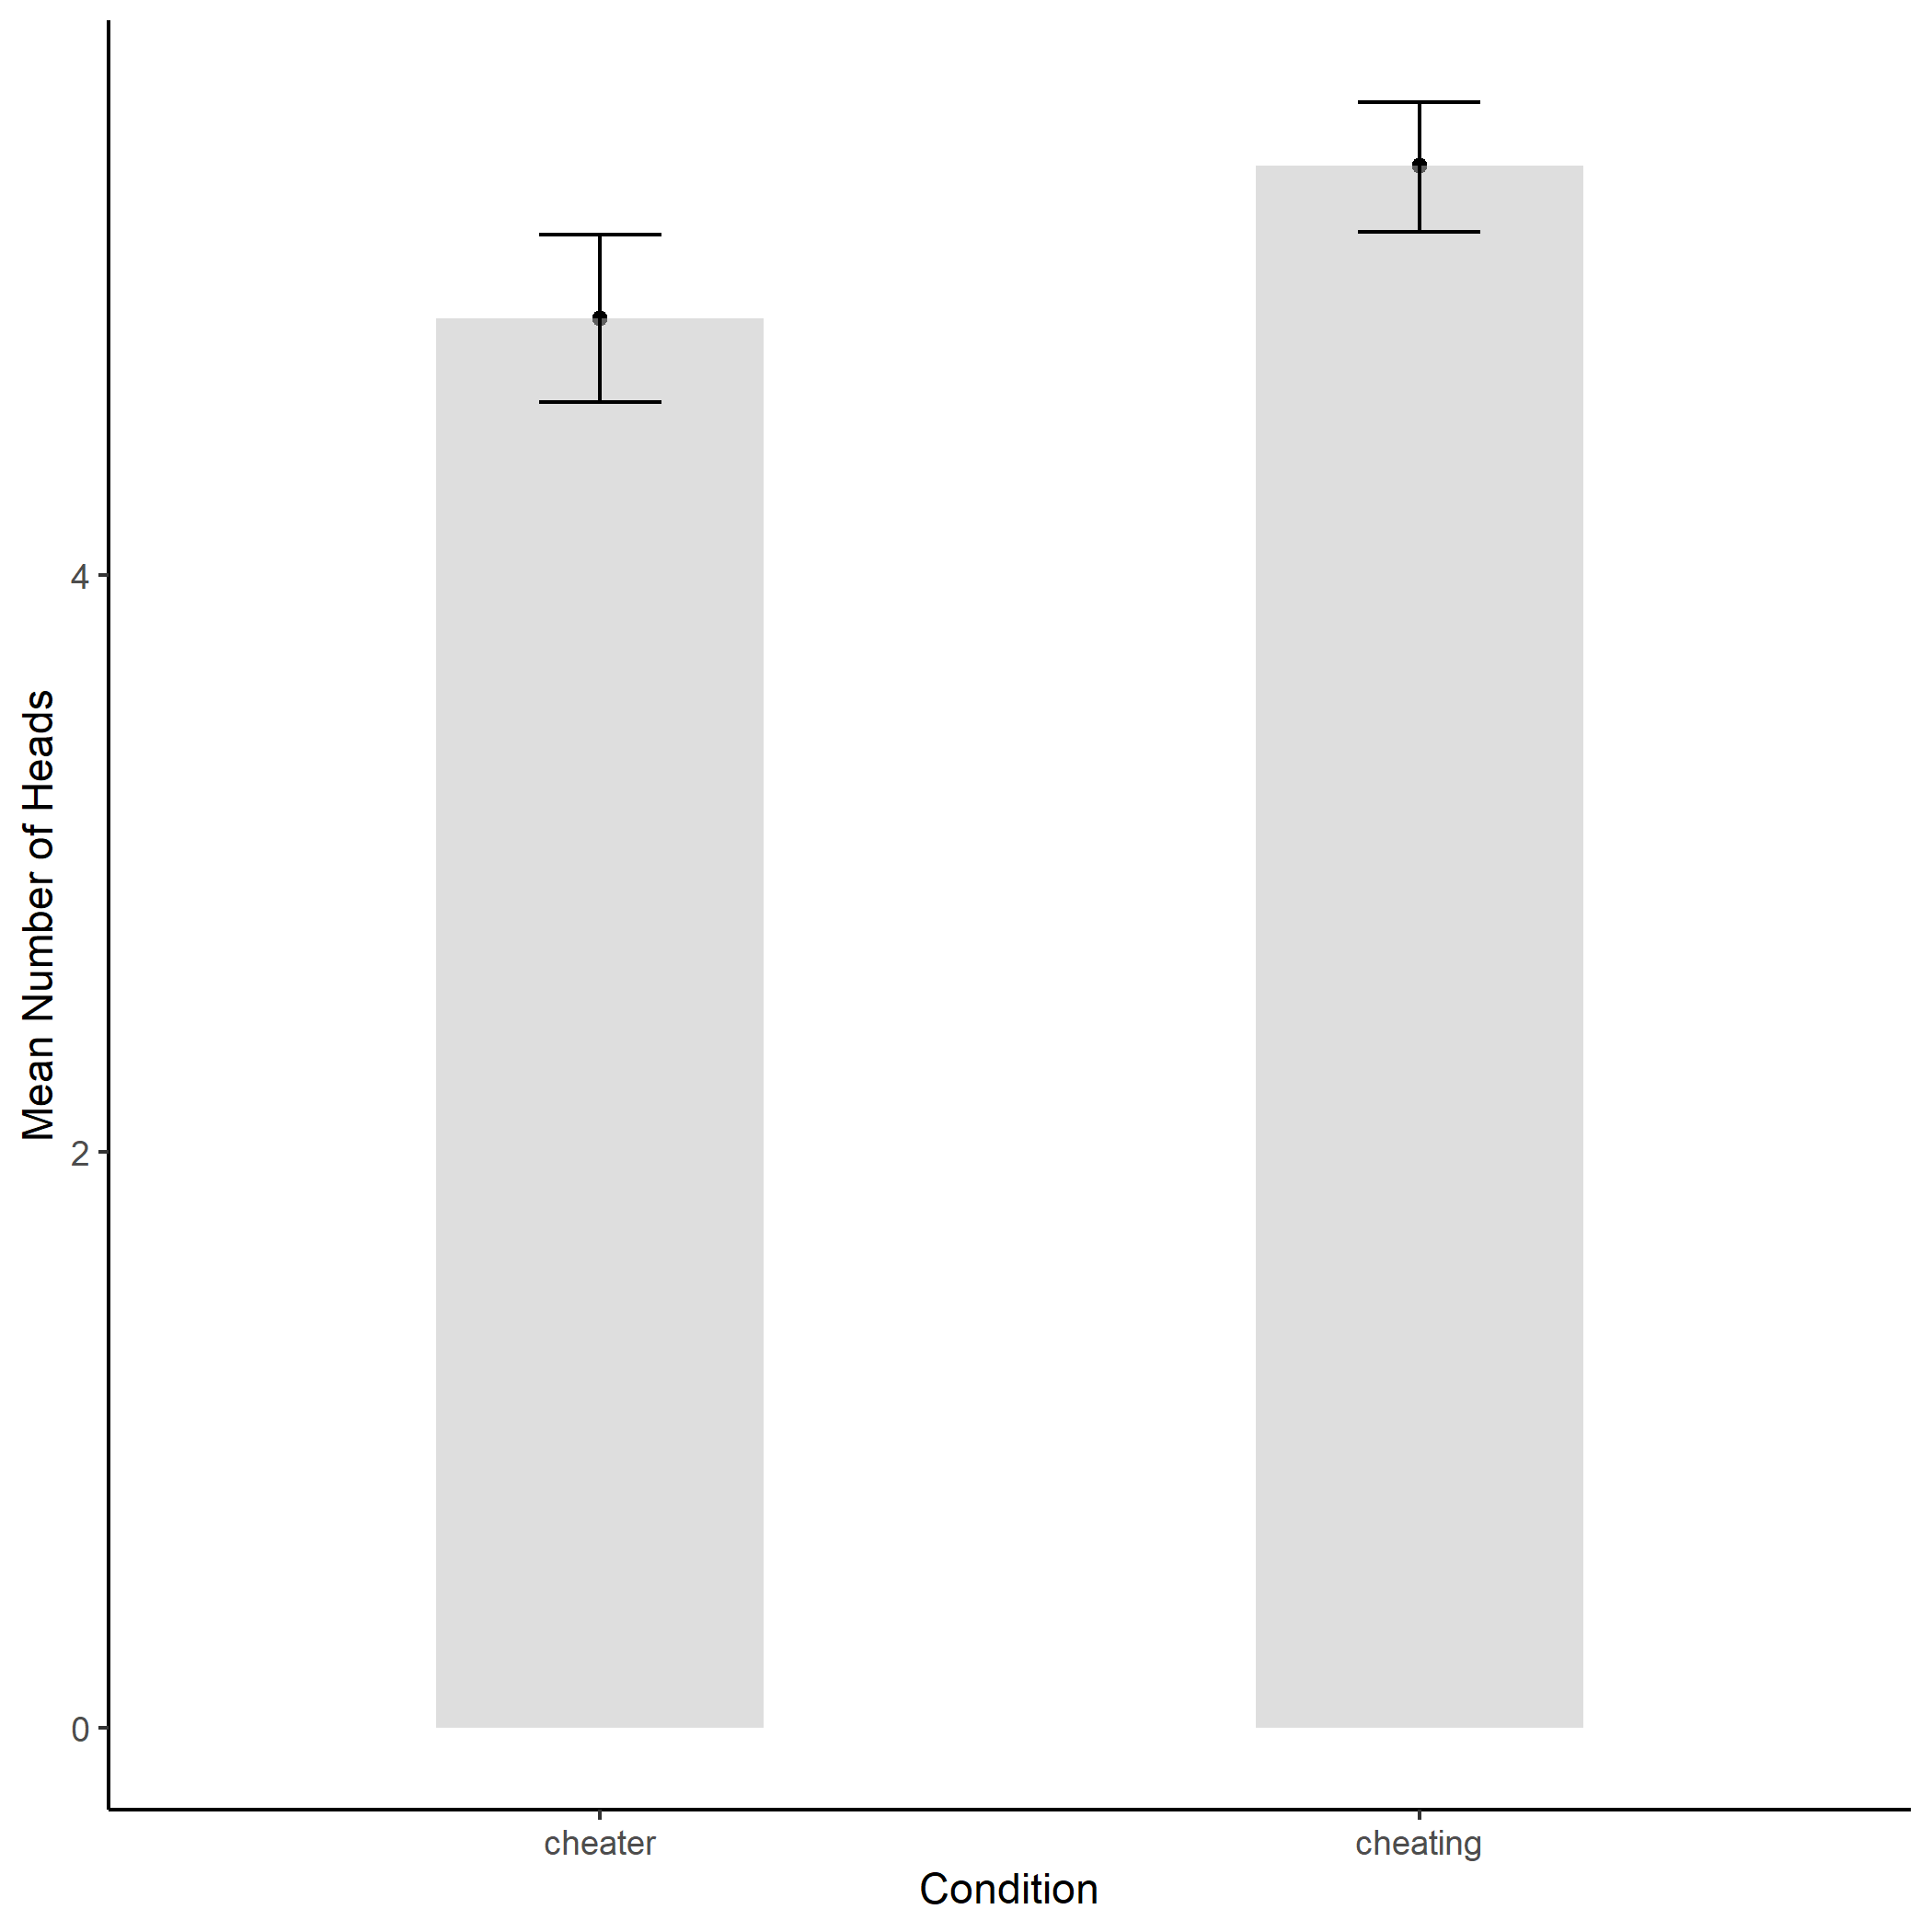 Mean Number of Heads
4
2
0
cheater
cheating
Condition